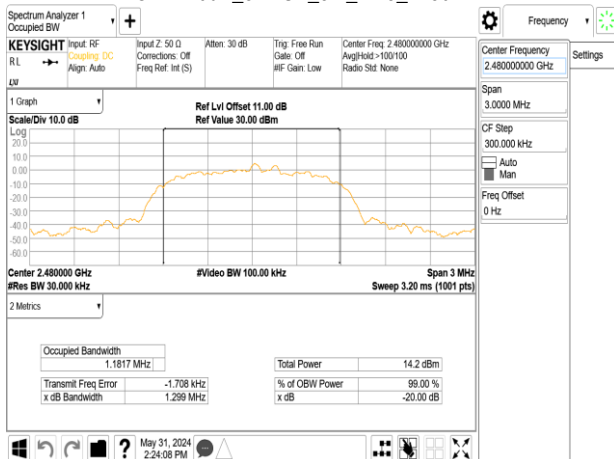 Spectrum Analyzer 1
Occupied BW
+
Frequency
Settings
KEYSIGHT
RL
LXI
Input: RF
Coupling: DC
Align: Auto
Input Z: 50 Ω
Corrections: Off
Freq Ref: Int (S)
Atten: 30 dB
Trig: Free Run
Gate: Off
#IF Gain: Low
Center Freq: 2.480000000 GHz
Avg|Hold:>100/100
Radio Std: None
Center Frequency
2.480000000 GHz
Span
3.0000 MHz
CF Step
300.000 kHz
Auto
Man
Freq Offset
0 Hz
1 Graph
Scale/Div 10.0 dB
Ref Lvl Offset 11.00 dB
Ref Value 30.00 dBm
Log
20.0
10.0
0.00
-10.0
-20.0
-30.0
-40.0
-50.0
-60.0
Center 2.480000 GHz
#Res BW 30.000 kHz
#Video BW 100.00 kHz
Span 3 MHz
Sweep 3.20 ms (1001 pts)
2 Metrics
Occupied Bandwidth
1.1817 MHz
Total Power 14.2 dBm
Transmit Freq Error -1.708 kHz
% of OBW Power 99.00 %
x dB Bandwidth 1.299 MHz
x dB -20.00 dB
?
May 31, 2024
2:24:08 PM